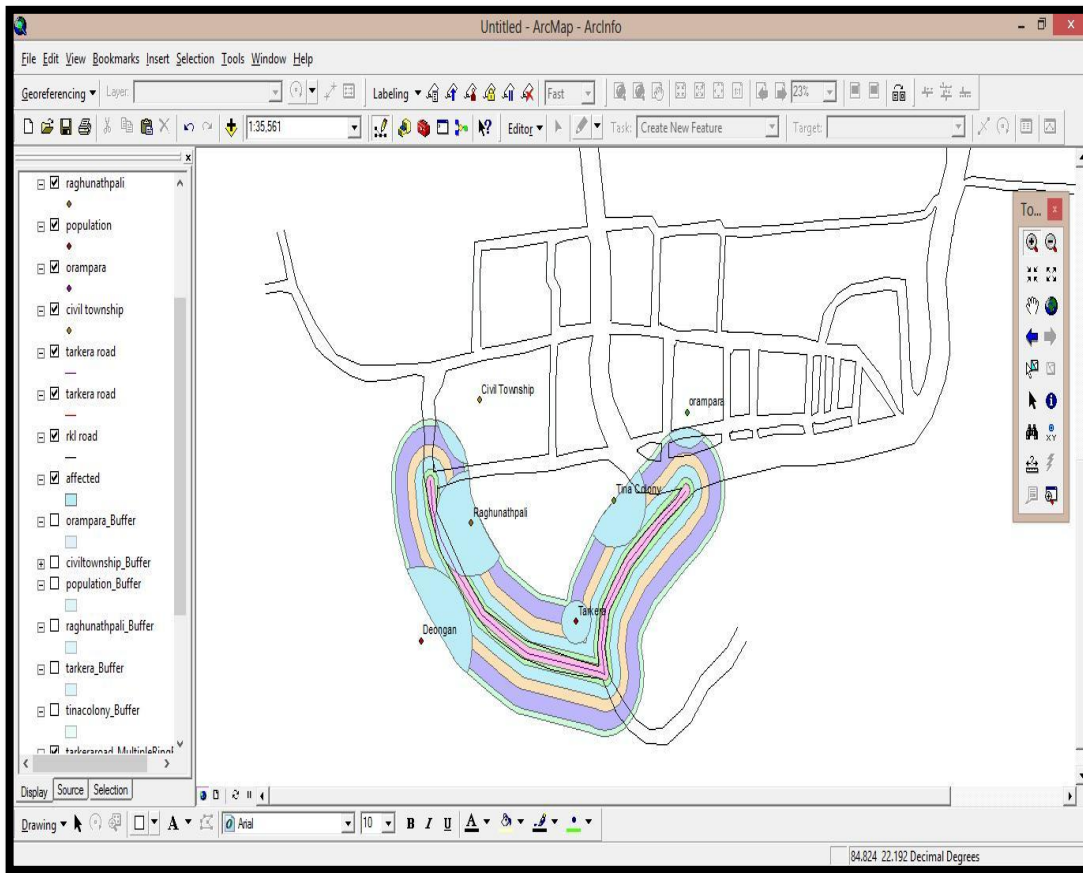 Untitled - ArcMap - ArcInfo
File Edit View Bookmarks Insert Selection Tools Window Help
Georeferencing Layer: Labeling Fast 23%
1:35,561 Editor Task: Create New Feature Target:
raghunathpali
population
orampara
civil township
tarkera road
tarkera road
rkl road
affected
orampara_Buffer
civiltownship_Buffer
population_Buffer
raghunathpali_Buffer
tarkera_Buffer
tinacolony_Buffer
Display Source Selection
Civil Township
orampara
Tina Colony
Raghunathpali
Tarkera
Deongan
To...
XY
Drawing A Arial 10 B I U A
84.824 22.192 Decimal Degrees